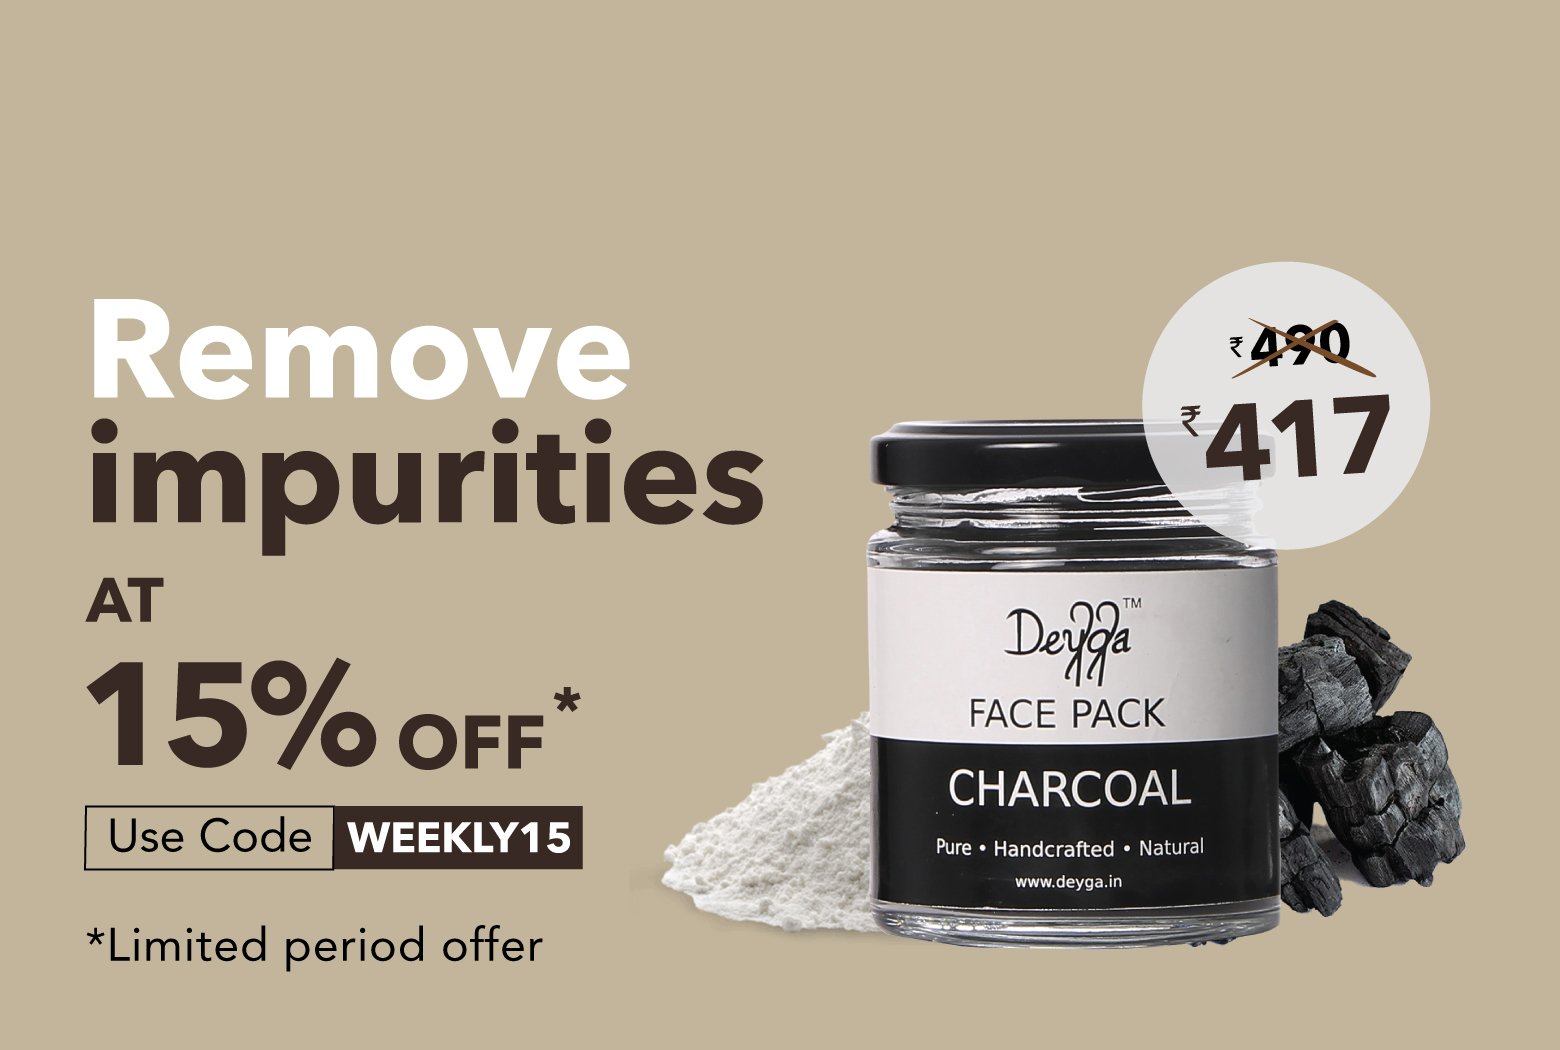 Remove
impurities
AT
15% OFF*
Use Code WEEKLY15
*Limited period offer
₹490
₹417
Deyga™
FACE PACK
CHARCOAL
Pure • Handcrafted • Natural
www.deyga.in